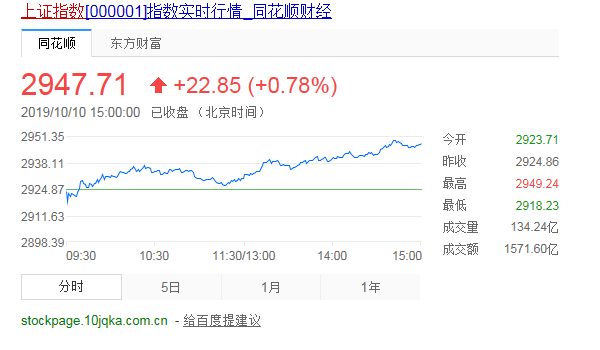 上证指数[000001]指数实时行情_同花顺财经
同花顺 东方财富
2947.71 +22.85 (+0.78%)
2019/10/10 15:00:00 已收盘 （北京时间）
2951.35
2938.11
2924.87
2911.63
2898.39
09:30 10:30 11:30/13:00 14:00 15:00
今开 2923.71
昨收 2924.86
最高 2949.24
最低 2918.23
成交量 134.24亿
成交额 1571.60亿
分时 5日 1月 1年
stockpage.10jqka.com.cn - 给百度提建议